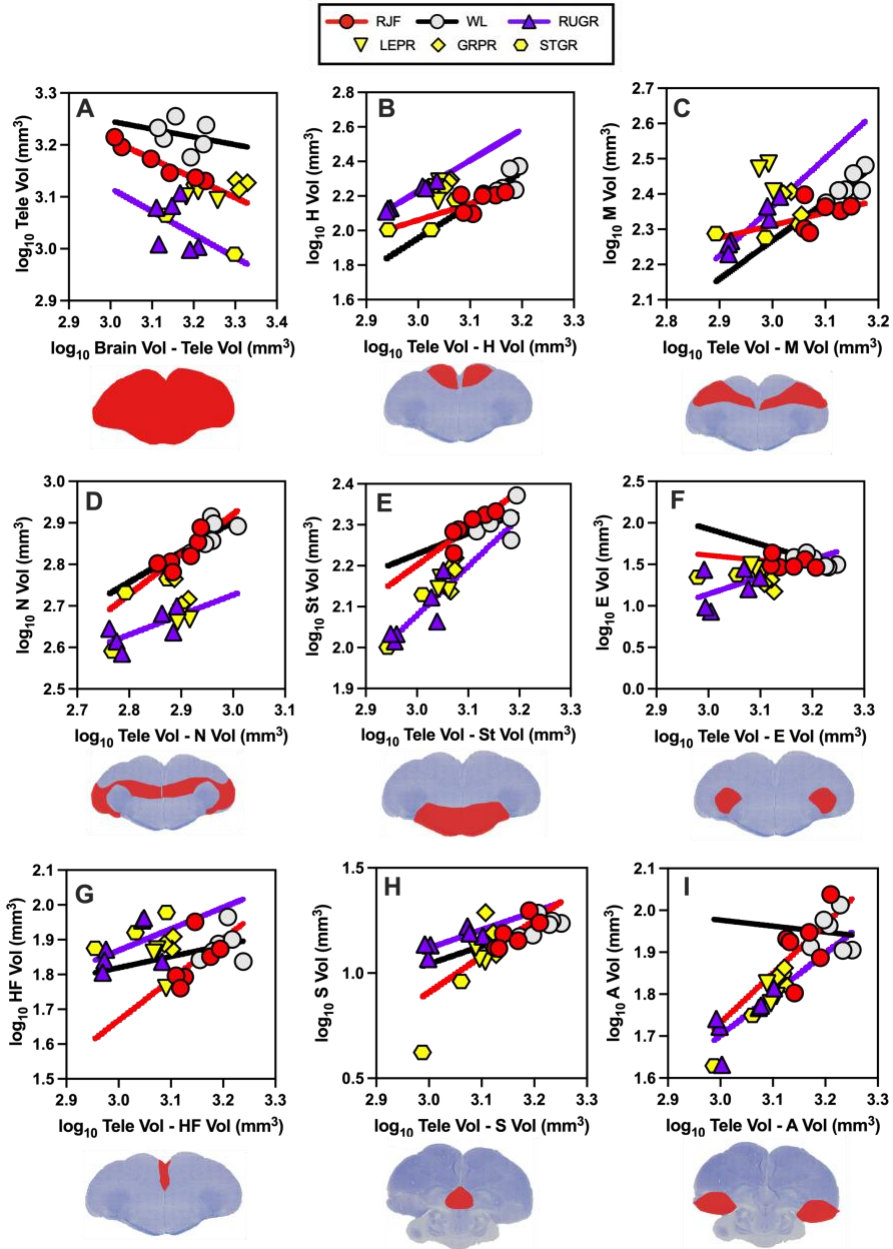 RJF WL RUGR
LEPR GRPR STGR
A
3.3
3.2
3.1
3.0
2.9
2.9 3.0 3.1 3.2 3.3 3.4
log10 Tele Vol (mm³)
log10 Brain Vol - Tele Vol (mm³)
B
2.8
2.6
2.4
2.2
2.0
1.8
1.6
2.9 3.0 3.1 3.2 3.3
log10 H Vol (mm³)
log10 Tele Vol - H Vol (mm³)
C
2.7
2.6
2.5
2.4
2.3
2.2
2.1
2.9 3.0 3.1 3.2
log10 M Vol (mm³)
log10 Tele Vol - M Vol (mm³)
D
3.0
2.9
2.8
2.7
2.6
2.5
2.7 2.8 2.9 3.0 3.1
log10 N Vol (mm³)
log10 Tele Vol - N Vol (mm³)
E
2.4
2.3
2.2
2.1
2.0
1.9
2.9 3.0 3.1 3.2 3.3
log10 St Vol (mm³)
log10 Tele Vol - St Vol (mm³)
F
2.5
2.0
1.5
1.0
0.5
0.0
2.9 3.0 3.1 3.2 3.3
log10 E Vol (mm³)
log10 Tele Vol - E Vol (mm³)
G
2.1
2.0
1.9
1.8
1.7
1.6
1.5
2.9 3.0 3.1 3.2 3.3
log10 HF Vol (mm³)
log10 Tele Vol - HF Vol (mm³)
H
1.5
1.0
0.5
2.9 3.0 3.1 3.2 3.3
log10 S Vol (mm³)
log10 Tele Vol - S Vol (mm³)
I
2.1
2.0
1.9
1.8
1.7
1.6
2.9 3.0 3.1 3.2 3.3
log10 A Vol (mm³)
log10 Tele Vol - A Vol (mm³)